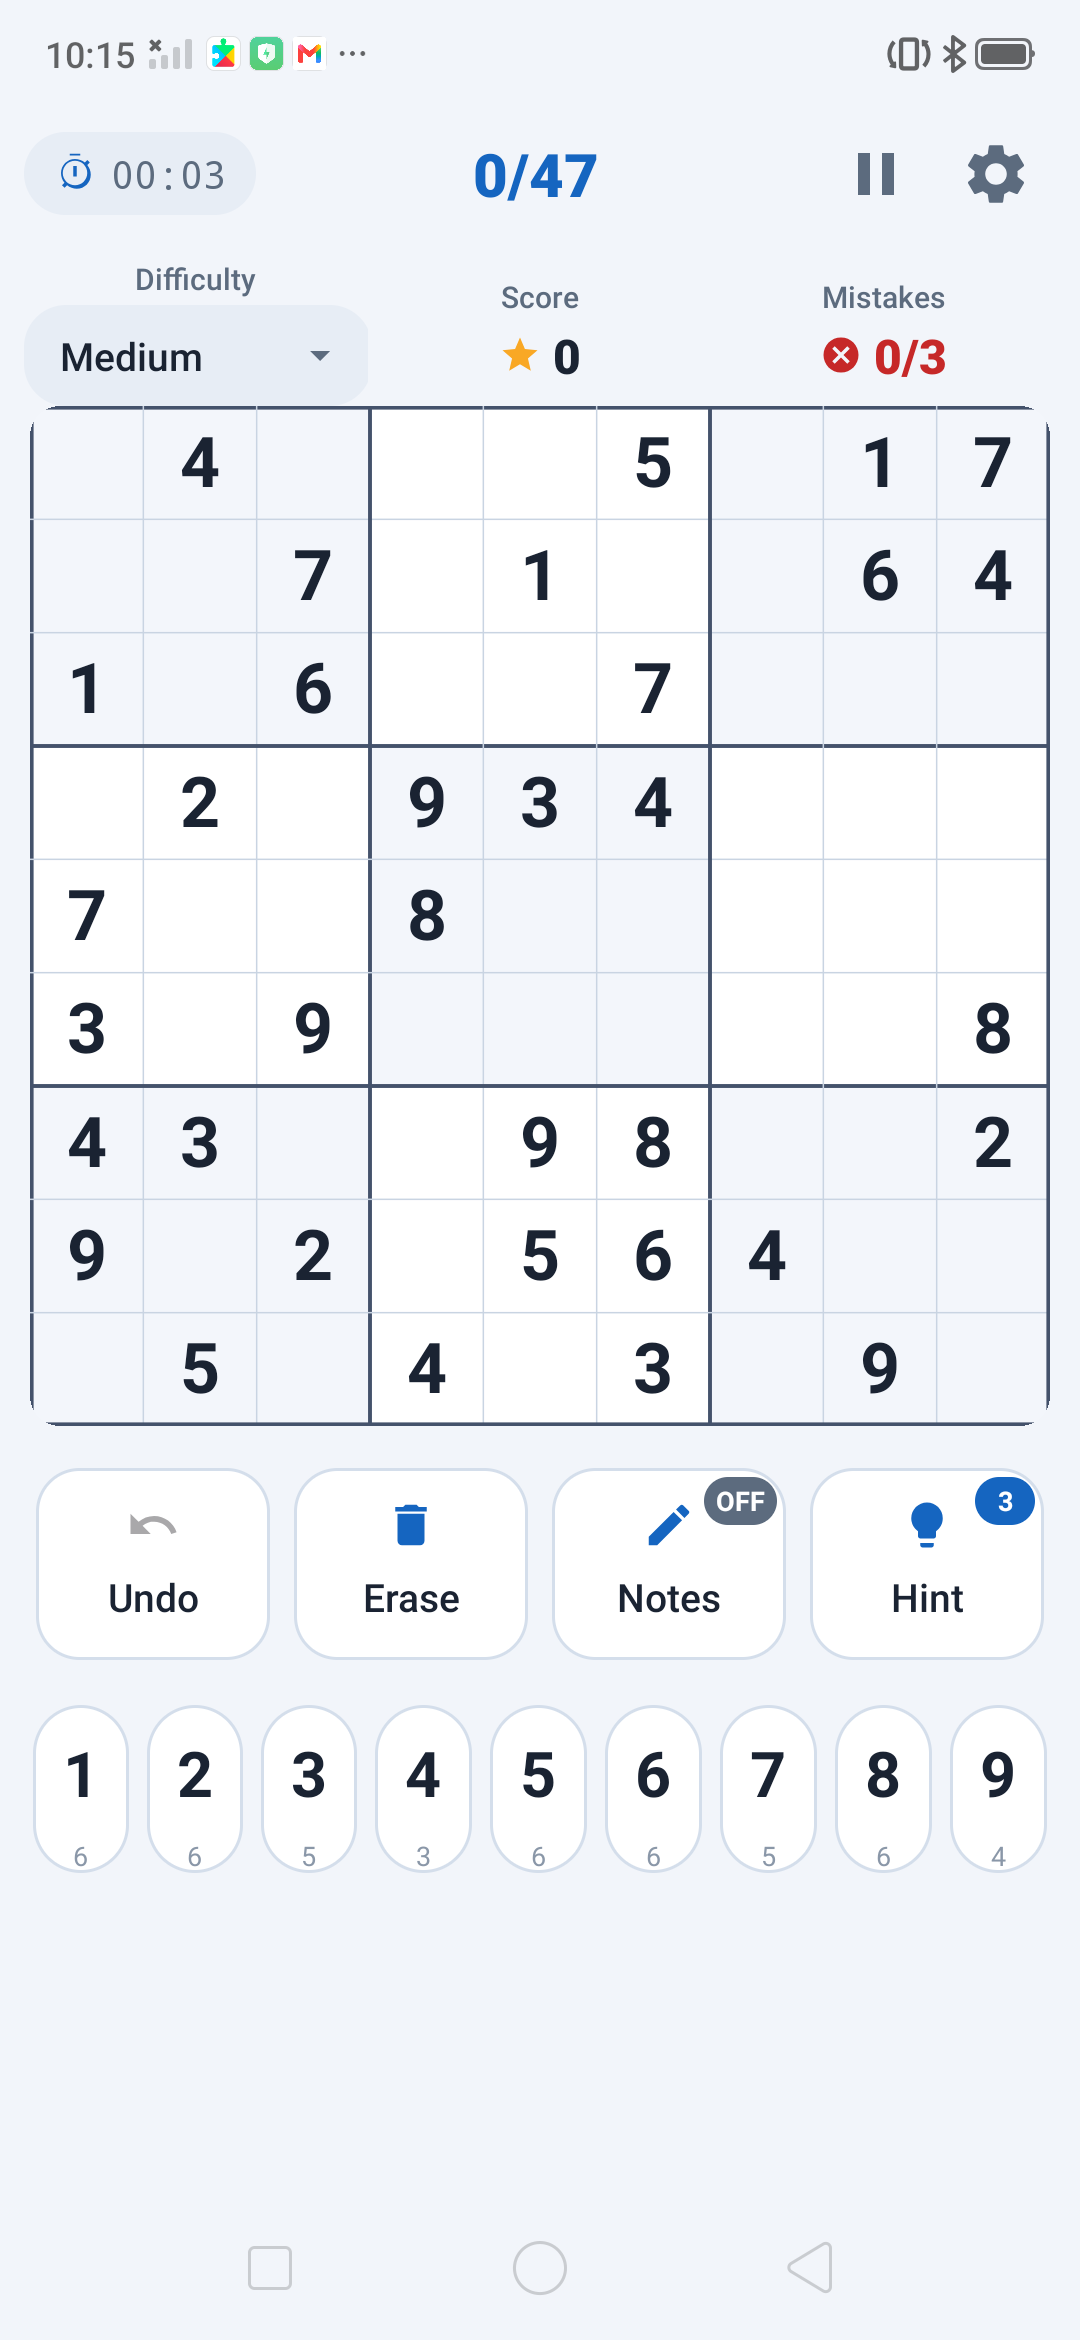 10:15 ...
00:03 0/47
Difficulty Score Mistakes
Medium 0 0/3
4 5 1 7
7 1 6 4
1 6 7
2 9 3 4
7 8
3 9 8
4 3 9 8 2
9 2 5 6 4
5 4 3 9
OFF 3
Undo Erase Notes Hint
1 2 3 4 5 6 7 8 9
6 6 5 3 6 6 5 6 4